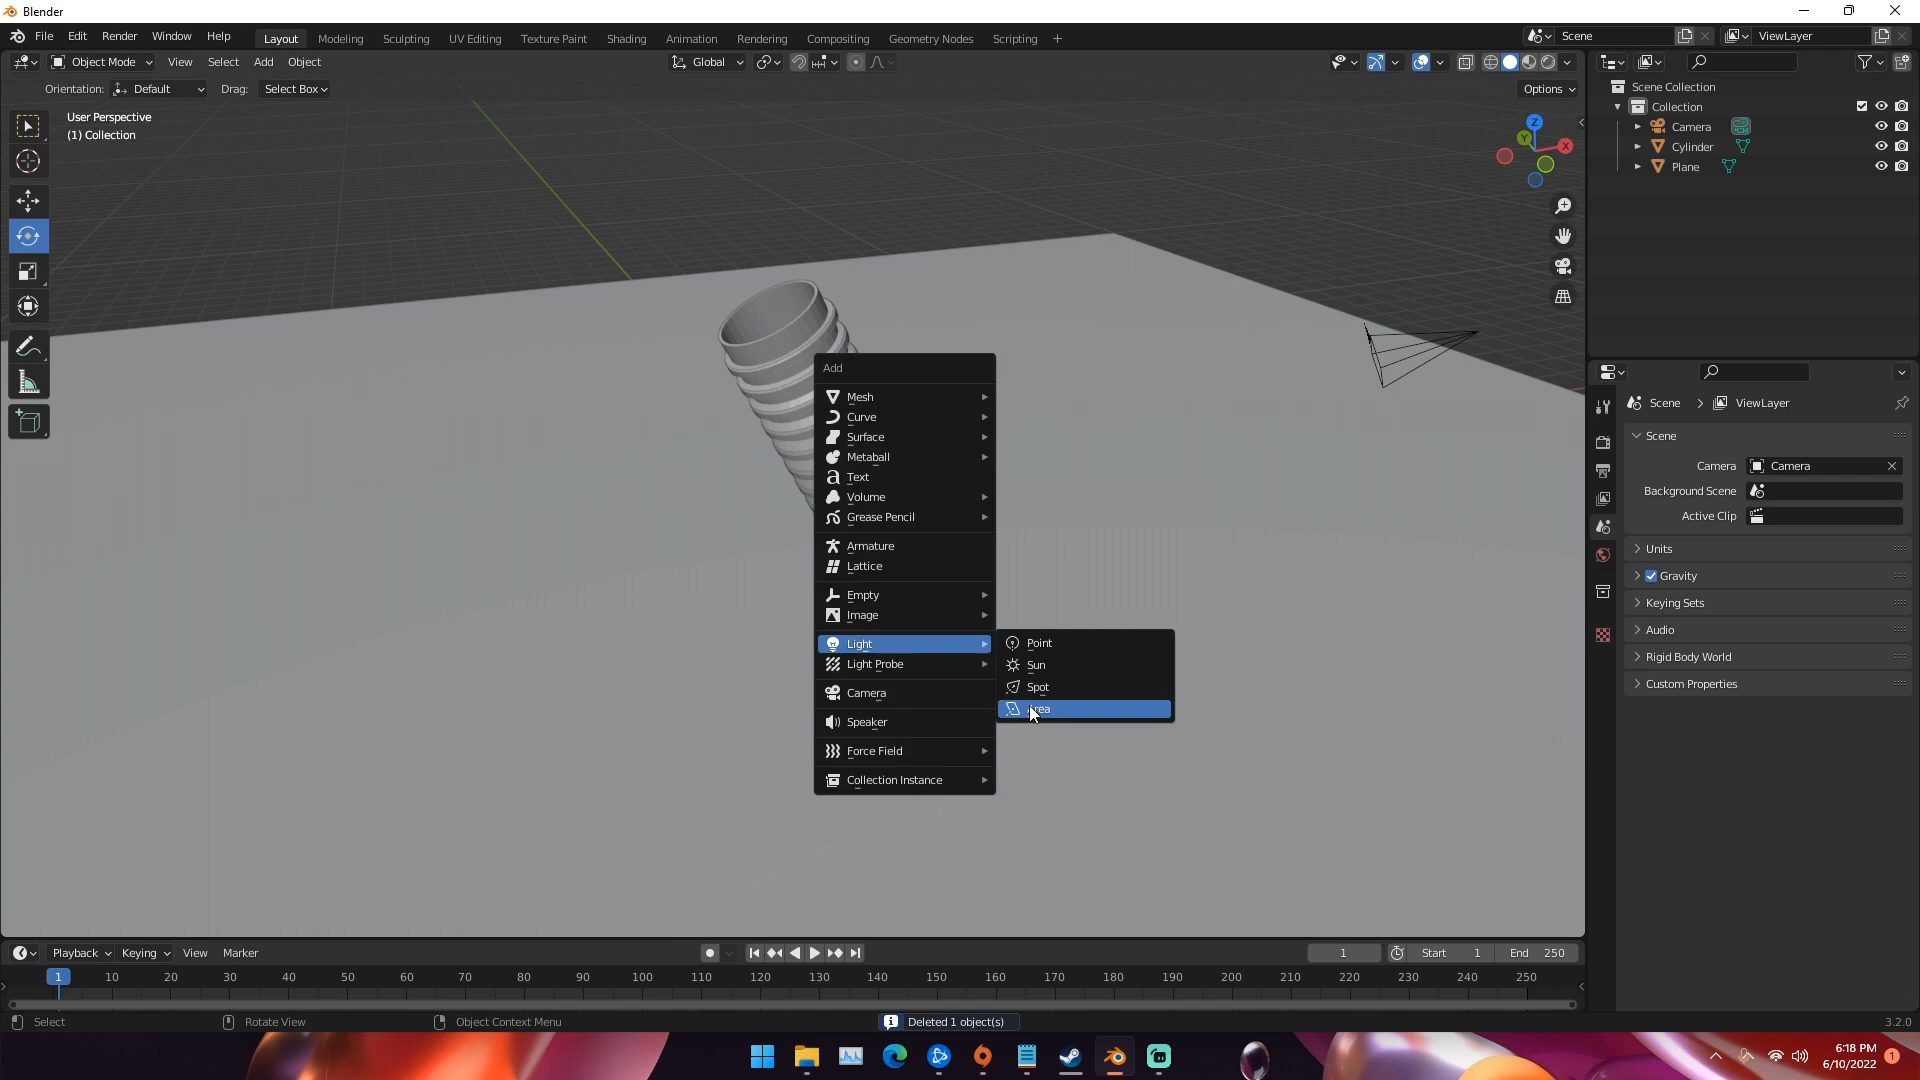 Blender
File Edit Render Window Help Layout Modeling Sculpting UV Editing Texture Paint Shading Animation Rendering Compositing Geometry Nodes Scripting + Scene ViewLayer
Object Mode View Select Add Object Global
Orientation: Default Drag: Select Box Options
User Perspective
(1) Collection
Z
Y
X
Scene Collection
Collection
Camera
Cylinder
Plane
Add
Mesh
Curve
Surface
Metaball
Text
Volume
Grease Pencil
Armature
Lattice
Empty
Image
Light
Light Probe
Camera
Speaker
Force Field
Collection Instance
Point
Sun
Spot
Area
Scene > ViewLayer
Scene
Camera Camera
Background Scene
Active Clip
Units
Gravity
Keying Sets
Audio
Rigid Body World
Custom Properties
Playback Keying View Marker 1 Start 1 End 250
1 10 20 30 40 50 60 70 80 90 100 110 120 130 140 150 160 170 180 190 200 210 220 230 240 250
Select Rotate View Object Context Menu Deleted 1 object(s) 3.2.0
6:18 PM
6/10/2022
1